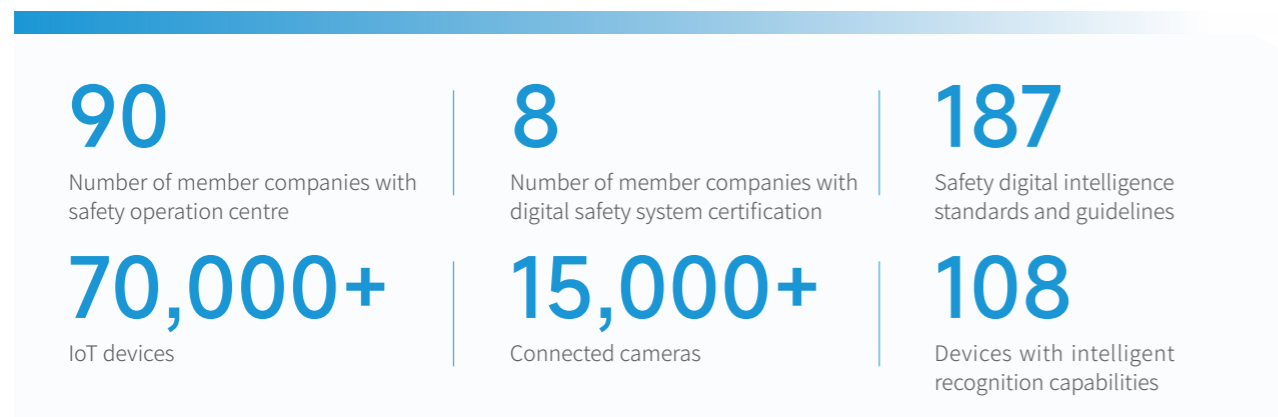 90
Number of member companies with
safety operation centre
8
Number of member companies with
digital safety system certification
187
Safety digital intelligence
standards and guidelines
70,000+
IoT devices
15,000+
Connected cameras
108
Devices with intelligent
recognition capabilities